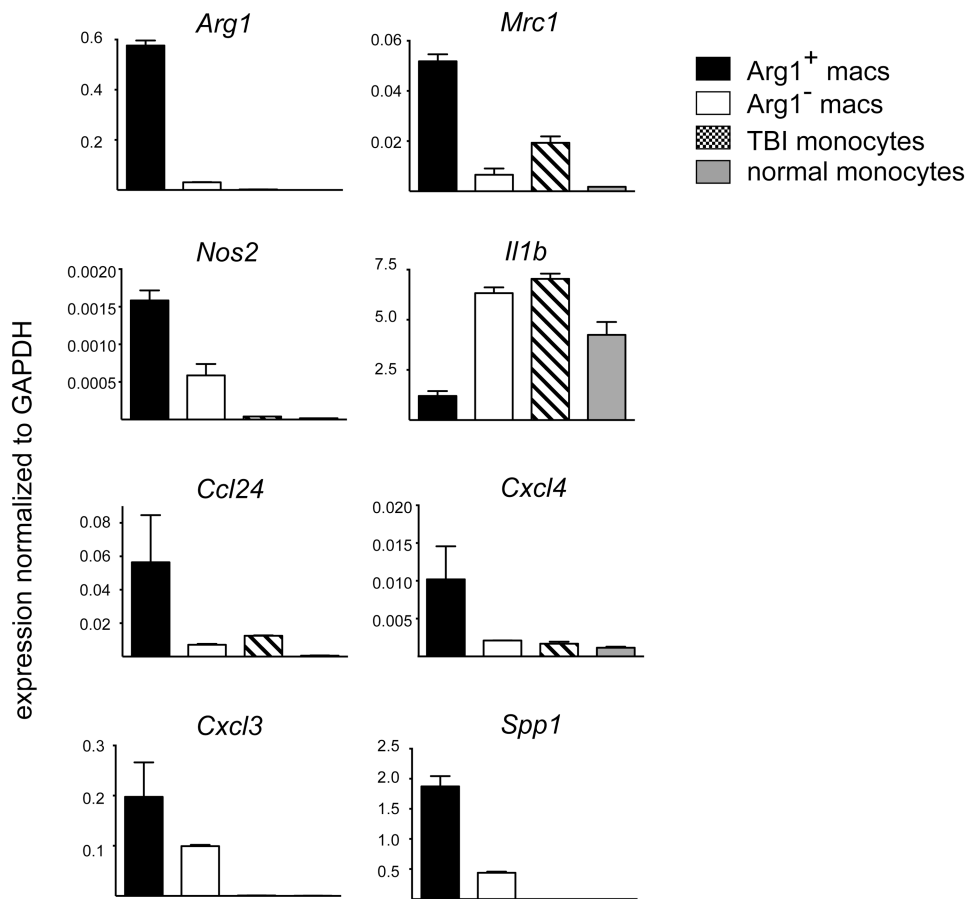 Arg1
0.6
0.4
0.2
Mrc1
0.06
0.04
0.02
Arg1+ macs
Arg1- macs
TBI monocytes
normal monocytes
expression normalized to GAPDH
Nos2
0.0020
0.0015
0.0010
0.0005
Il1b
7.5
5.0
2.5
Ccl24
0.08
0.06
0.04
0.02
Cxcl4
0.020
0.015
0.010
0.005
Cxcl3
0.3
0.2
0.1
Spp1
2.5
2.0
1.5
1.0
0.5